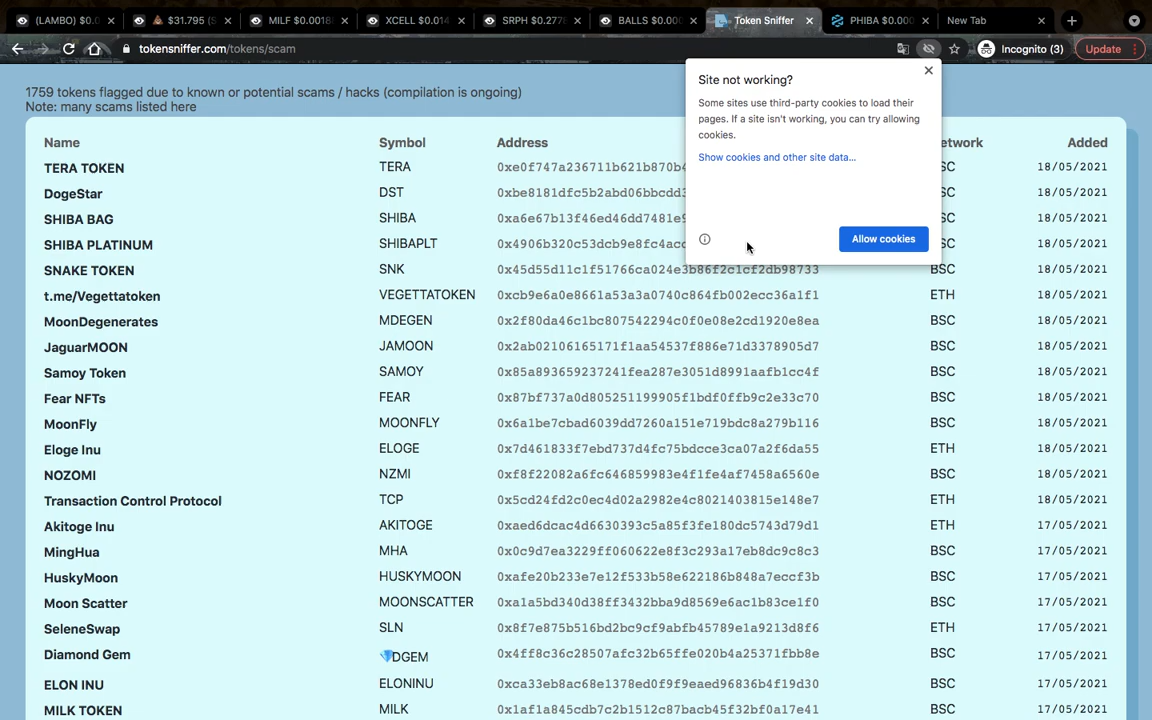 (100) LAMBO $0.0
$31.795 (S
MILF $0.0018
XCELL $0.014
SRPH $0.277
BALLS $0.00
Token Sniffer
PHIBA $0.000
New Tab
tokensniffer.com/tokens/scam
Incognito (3)
Update
1759 tokens flagged due to known or potential scams / hacks (compilation is ongoing)
Note: many scams listed here
Site not working?
Some sites use third-party cookies to load their
pages. If a site isn't working, you can try allowing
cookies.
Show cookies and other site data...
Allow cookies
Name Symbol Address etwork Added
TERA TOKEN TERA 0xe0f747a236711b621b870b4 SC 18/05/2021
DogeStar DST 0xbe8181dfc5b2abd06bbcdd3 SC 18/05/2021
SHIBA BAG SHIBA 0xa6e67b13f46ed46dd7481e9 SC 18/05/2021
SHIBA PLATINUM SHIBAPLT 0x4906b320c53dcb9e8fc4acc SC 18/05/2021
SNAKE TOKEN SNK 0x45d55d11c1f51766ca024e3b86f2c1cf2db98733 BSC 18/05/2021
t.me/Vegettatoken VEGETTATOKEN 0xcb9e6a0e8661a53a3a0740c864fb002ecc36a1f1 ETH 18/05/2021
MoonDegenerates MDEGEN 0x2f80da46c1bc807542294c0f0e08e2cd1920e8ea BSC 18/05/2021
JaguarMOON JAMOON 0x2ab02106165171f1aa54537f886e71d3378905d7 BSC 18/05/2021
Samoy Token SAMOY 0x85a893659237241fea287e3051d8991aafb1cc4f BSC 18/05/2021
Fear NFTs FEAR 0x87bf737a0d805251199905f1bdf0ffb9c2e33c70 BSC 18/05/2021
MoonFly MOONFLY 0x6a1be7cbad6039dd7260a151e719bdc8a279b116 BSC 18/05/2021
Eloge Inu ELOGE 0x7d461833f7ebd737d4fc75bdcce3ca07a2f6da55 ETH 18/05/2021
NOZOMI NZMI 0xf8f22082a6fc646859983e4f1fe4af7458a6560e BSC 18/05/2021
Transaction Control Protocol TCP 0x5cd24fd2c0ec4d02a2982e4c8021403815e148e7 ETH 18/05/2021
Akitoge Inu AKITOGE 0xaed6dcac4d6630393c5a85f3fe180dc5743d79d1 ETH 17/05/2021
MingHua MHA 0x0c9d7ea3229ff060622e8f3c293a17eb8dc9c8c3 BSC 17/05/2021
HuskyMoon HUSKYMOON 0xafe20b233e7e12f533b58e622186b848a7eccf3b BSC 17/05/2021
Moon Scatter MOONSCATTER 0xa1a5bd340d38ff3432bba9d8569e6ac1b83ce1f0 BSC 17/05/2021
SeleneSwap SLN 0x8f7e875b516bd2bc9cf9abfb45789e1a9213d8f6 ETH 17/05/2021
Diamond Gem 💎DGEM 0x4ff8c36c28507afc32b65ffe020b4a25371fbb8e BSC 17/05/2021
ELON INU ELONINU 0xca33eb8ac68e1378ed0f9f9eaed96836b4f19d30 BSC 17/05/2021
MILK TOKEN MILK 0x1af1a845cdb7c2b1512c87bacb45f32bf0a17e41 BSC 17/05/2021